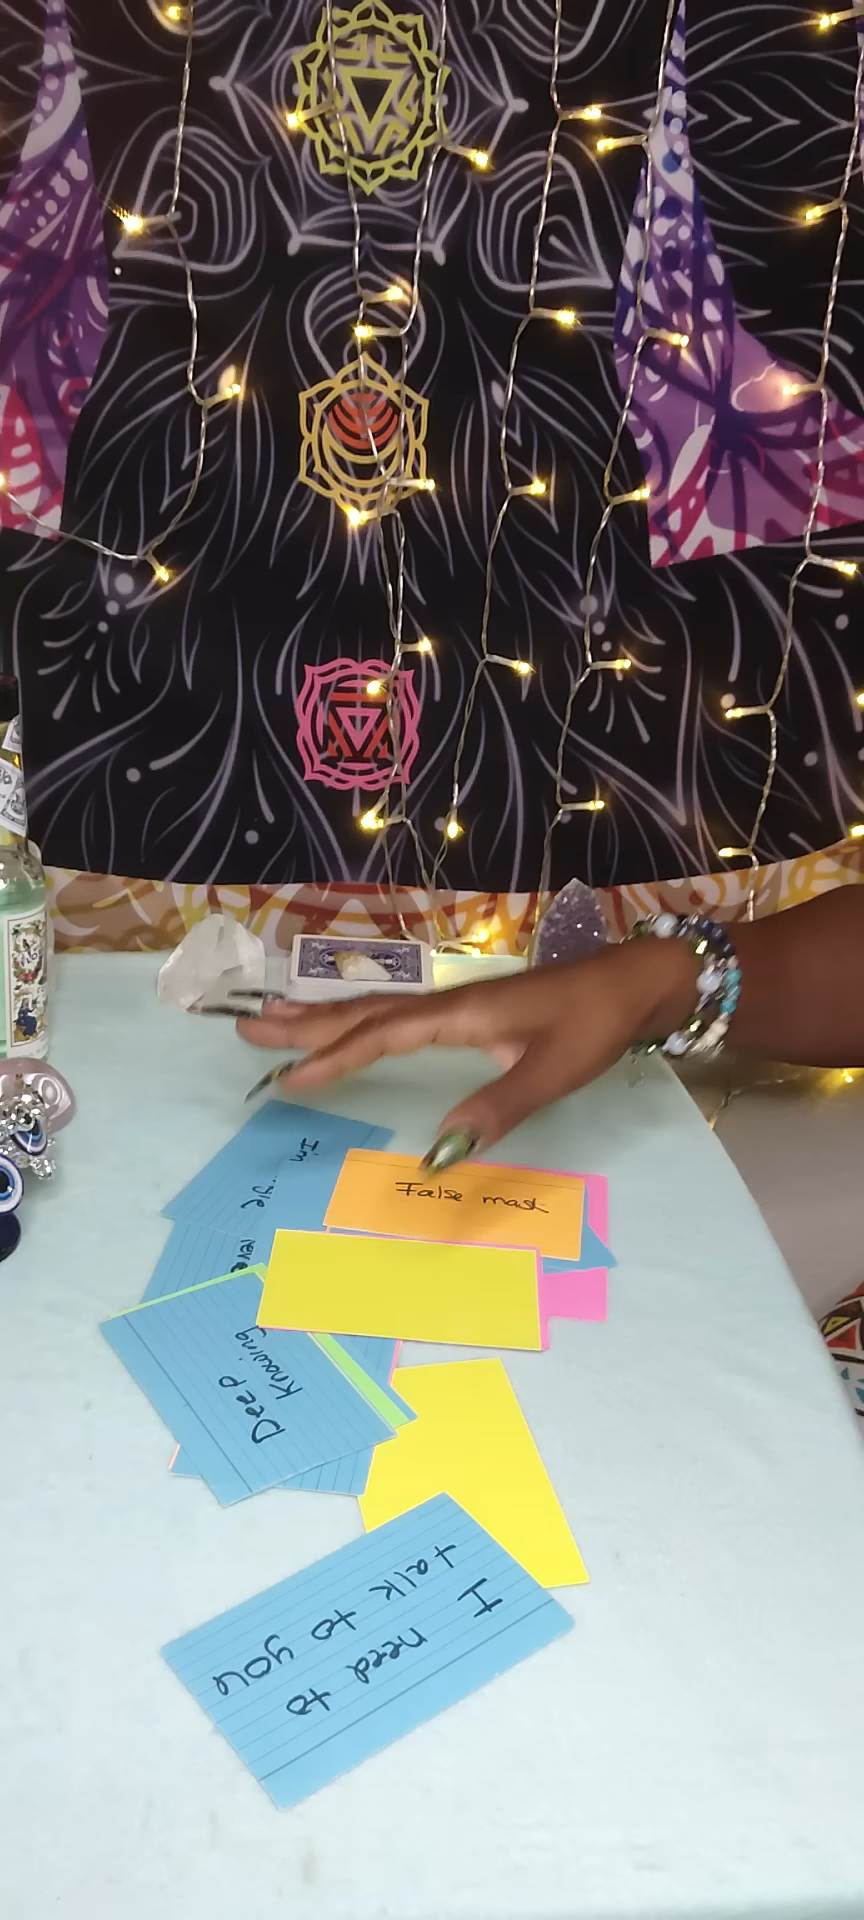 I'm
False mask
Deep
Knowing
I need to
talk to you